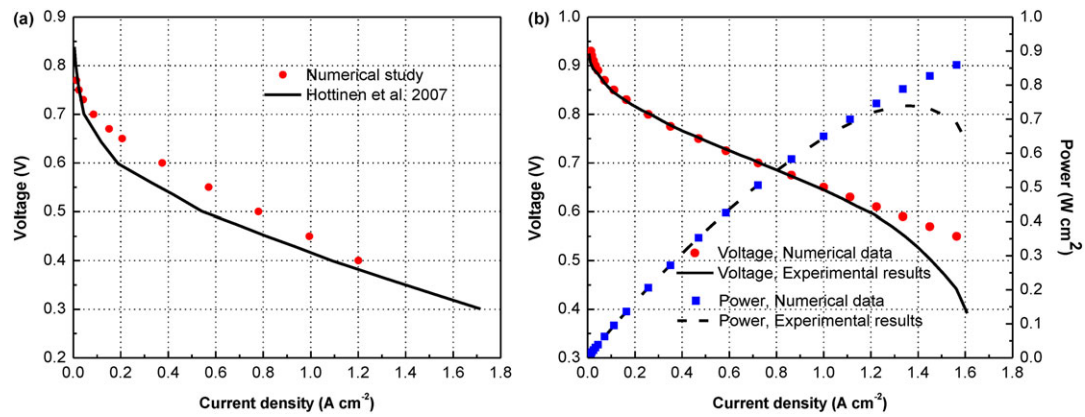 (a)
0.9
0.8
0.7
0.6
0.5
0.4
0.3
0.2
Voltage (V)
Numerical study
Hottinen et al. 2007
0.0 0.2 0.4 0.6 0.8 1.0 1.2 1.4 1.6 1.8
Current density (A cm⁻²)
(b)
1.0
0.9
0.8
0.7
0.6
0.5
0.4
0.3
Voltage (V)
Voltage, Numerical data
Voltage, Experimental results
Power, Numerical data
Power, Experimental results
1.0
0.9
0.8
0.7
0.6
0.5
0.4
0.3
0.2
0.1
0.0
Power (W cm²)
0.0 0.2 0.4 0.6 0.8 1.0 1.2 1.4 1.6 1.8
Current density (A cm⁻²)